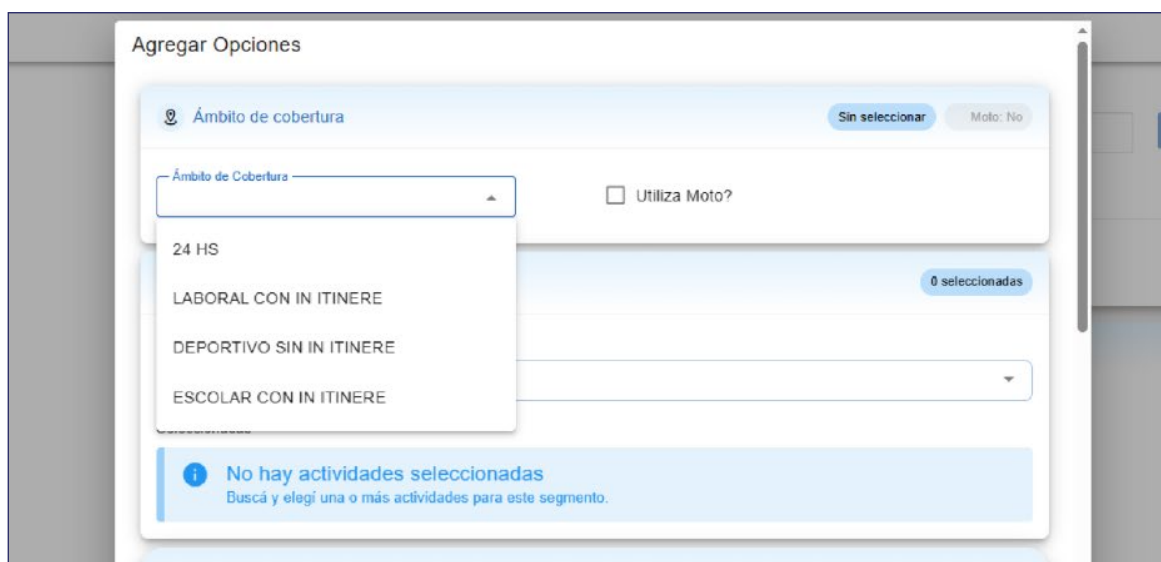 Agregar Opciones
Ámbito de cobertura
Sin seleccionar
Moto: No
Ámbito de Cobertura
Utiliza Moto?
24 HS
LABORAL CON IN ITINERE
DEPORTIVO SIN IN ITINERE
ESCOLAR CON IN ITINERE
0 seleccionadas
No hay actividades seleccionadas
Buscá y elegí una o más actividades para este segmento.